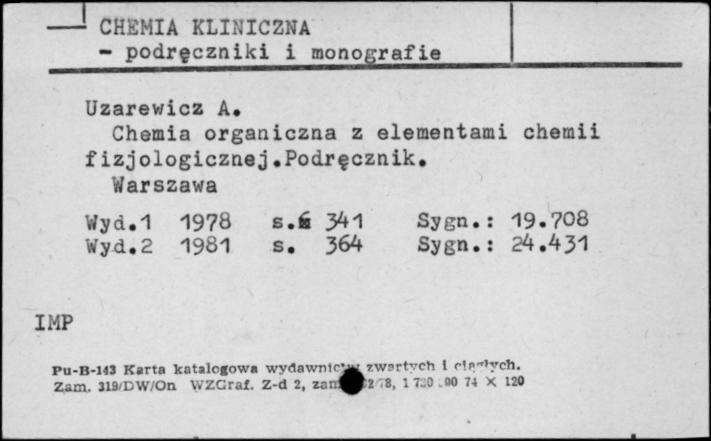 CHEMIA KLINICZNA
- podręczniki i monografie
Uzarewicz A.
Chemia organiczna z elementami chemii
fizjologicznej.Podręcznik.
Warszawa
Wyd.1 1978 s. 341 Sygn.: 19.708
Wyd.2 1981 s. 364 Sygn.: 24.431
IMP
Pu-B-143 Karta katalogowa wydawnictw zwartych i ciągłych.
Zam. 319/DW/On WZGraf. Z-d 2, 74 X 120